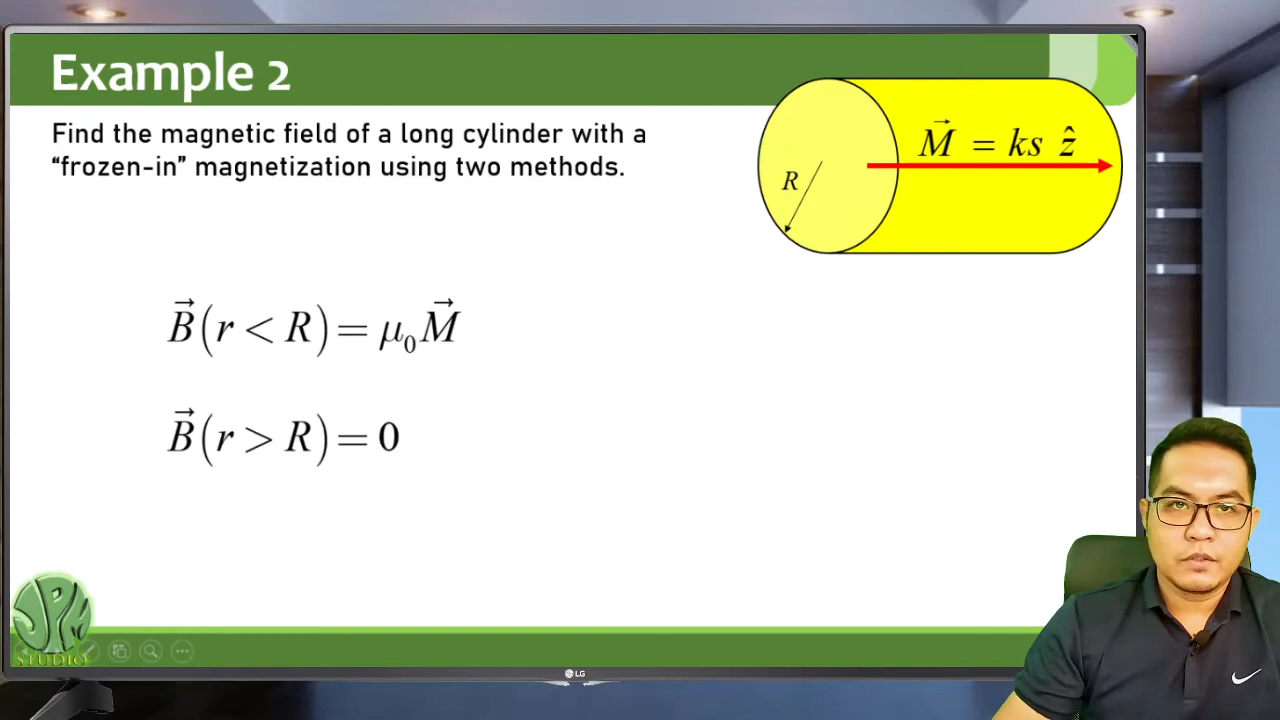 Example 2
Find the magnetic field of a long cylinder with a
“frozen-in” magnetization using two methods.
R
M⃗ = ks ẑ
B⃗(r < R) = μ₀M⃗
B⃗(r > R) = 0
SPH
STUDIO
LG